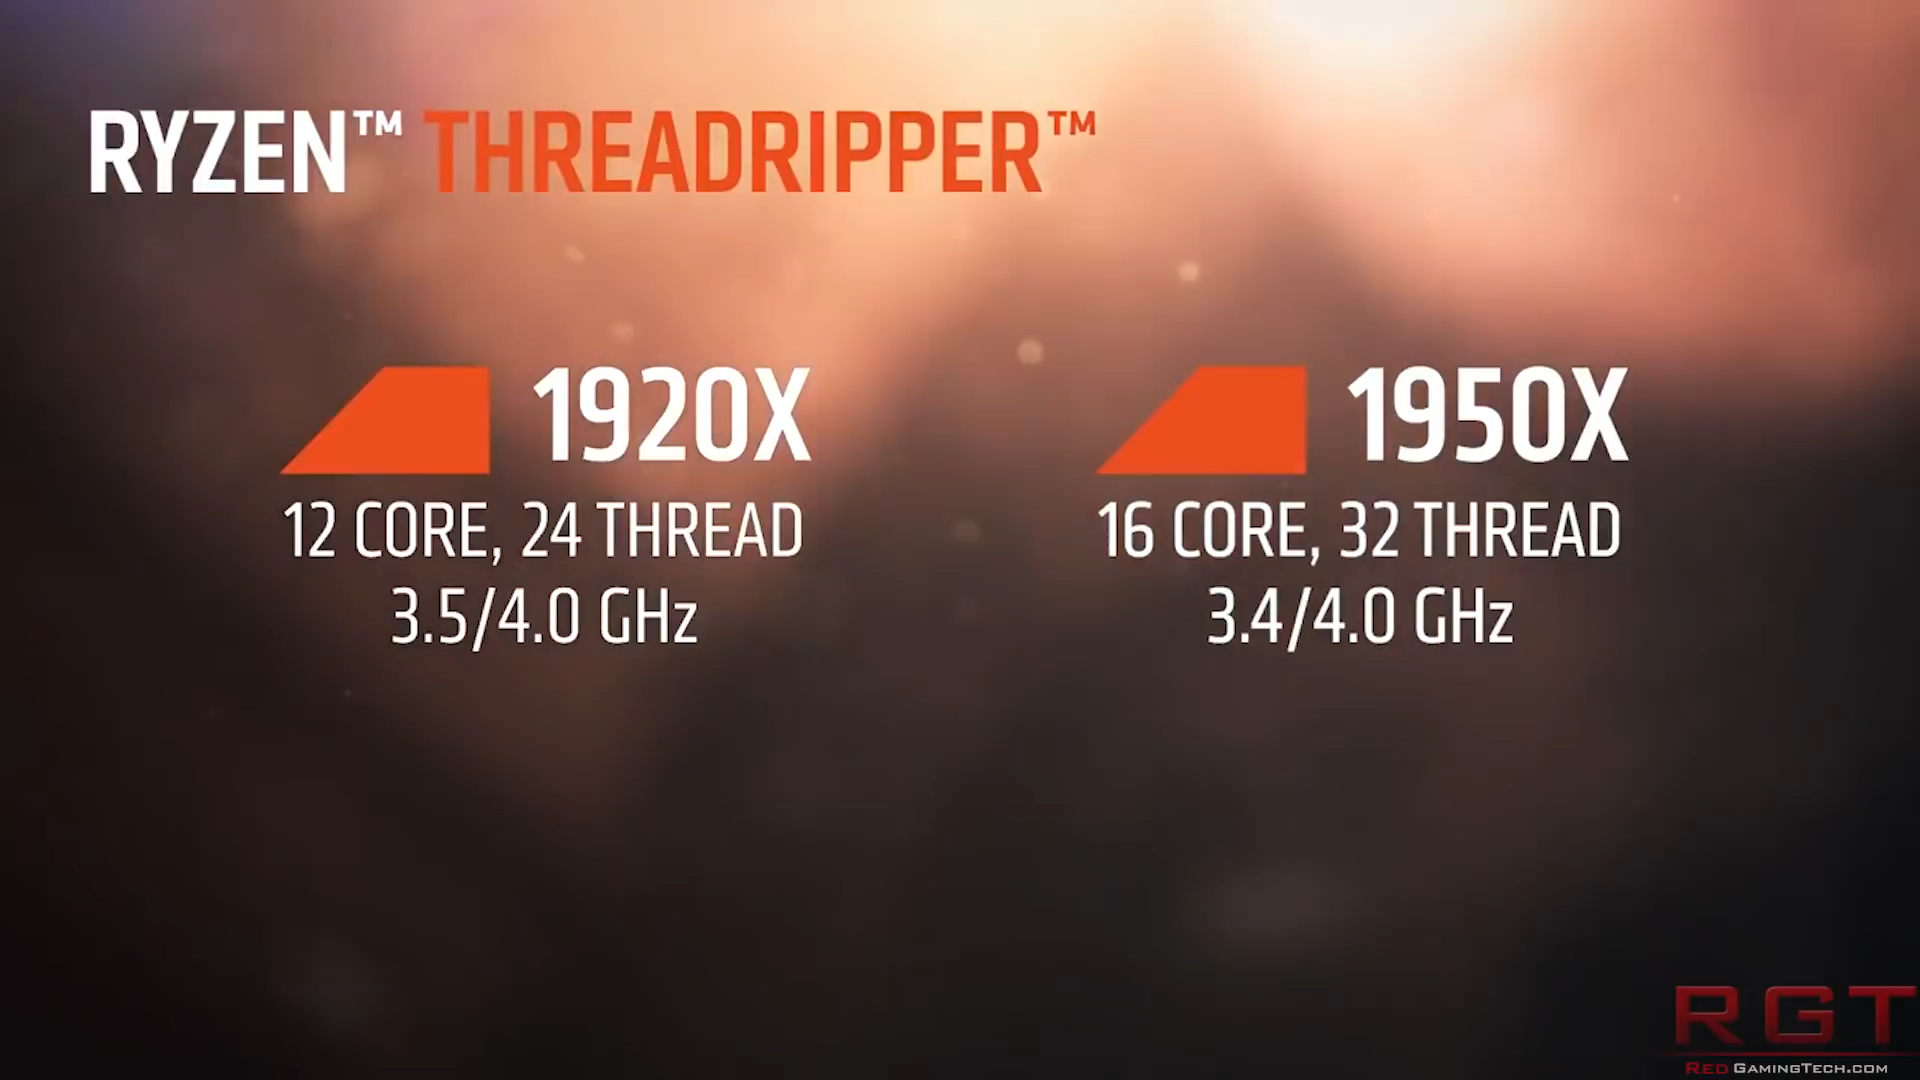 RYZEN™ THREADRIPPER™
1920X
12 CORE, 24 THREAD
3.5/4.0 GHz
1950X
16 CORE, 32 THREAD
3.4/4.0 GHz
RGT
REDGAMINGTECH.COM